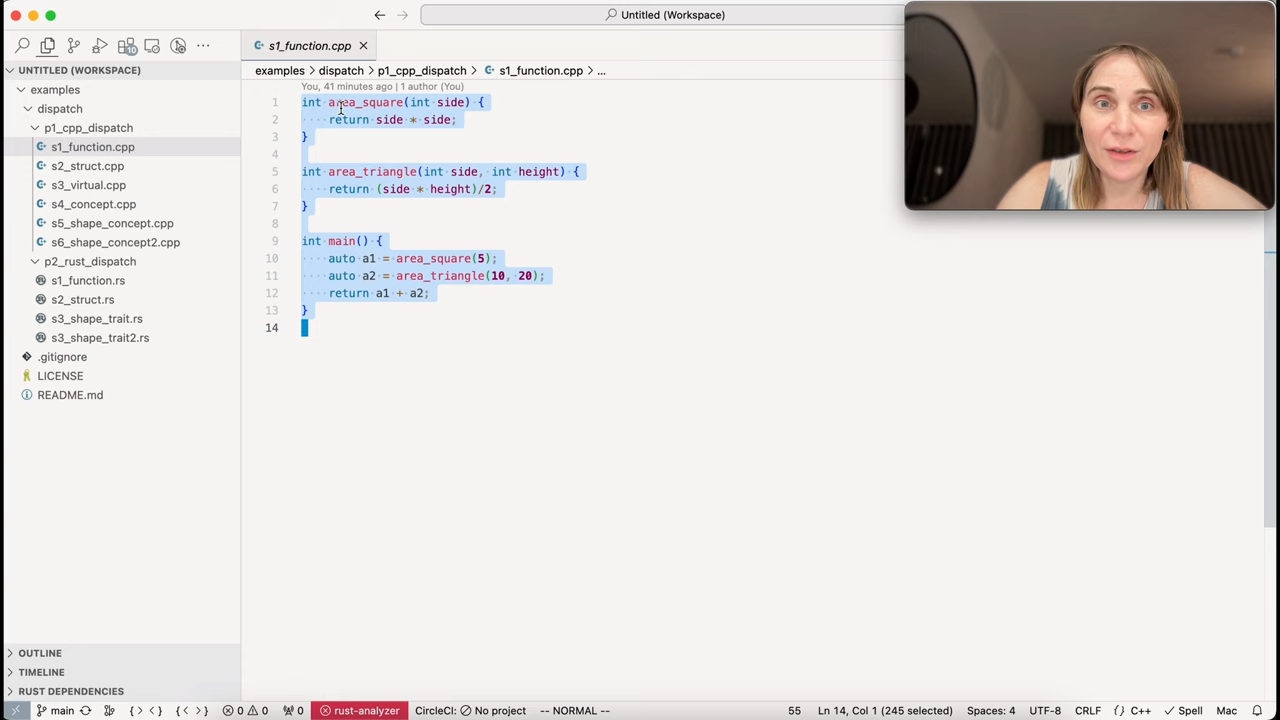 Untitled (Workspace)
10
s1_function.cpp
UNTITLED (WORKSPACE)
examples
dispatch
p1_cpp_dispatch
s1_function.cpp
s2_struct.cpp
s3_virtual.cpp
s4_concept.cpp
s5_shape_concept.cpp
s6_shape_concept2.cpp
p2_rust_dispatch
s1_function.rs
s2_struct.rs
s3_shape_trait.rs
s3_shape_trait2.rs
.gitignore
LICENSE
README.md
OUTLINE
TIMELINE
RUST DEPENDENCIES
examples > dispatch > p1_cpp_dispatch > s1_function.cpp > ...
You, 41 minutes ago | 1 author (You)
1 int area_square(int side) {
2 ····return side * side;
3 }
4
5 int area_triangle(int side, int height) {
6 ····return (side * height)/2;
7 }
8
9 int main() {
10 ····auto a1 = area_square(5);
11 ····auto a2 = area_triangle(10, 20);
12 ····return a1 + a2;
13 }
14
main { } < > 0 0 0 rust-analyzer CircleCI: No project -- NORMAL -- 55 Ln 14, Col 1 (245 selected) Spaces: 4 UTF-8 CRLF { } C++ Spell Mac